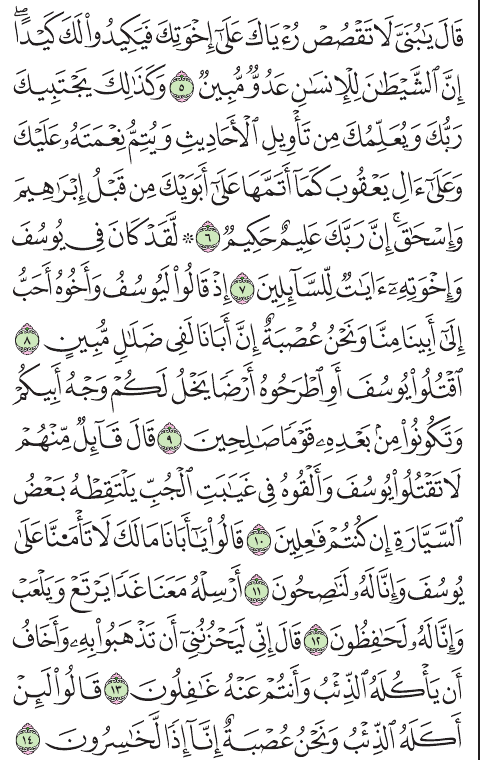 قَالَ يَٰبُنَىَّ لَا تَقۡصُصۡ رُءۡيَاكَ عَلَىٰٓ إِخۡوَتِكَ فَيَكِيدُواْ لَكَ كَيۡدًاۖ
إِنَّ ٱلشَّيۡطَٰنَ لِلۡإِنسَٰنِ عَدُوّٞ مُّبِينٞ ٥ وَكَذَٰلِكَ يَجۡتَبِيكَ
رَبُّكَ وَيُعَلِّمُكَ مِن تَأۡوِيلِ ٱلۡأَحَادِيثِ وَيُتِمُّ نِعۡمَتَهُۥ عَلَيۡكَ
وَعَلَىٰٓ ءَالِ يَعۡقُوبَ كَمَآ أَتَمَّهَا عَلَىٰٓ أَبَوَيۡكَ مِن قَبۡلُ إِبۡرَٰهِيمَ
وَإِسۡحَٰقَۚ إِنَّ رَبَّكَ عَلِيمٌ حَكِيمٞ ٦ ۞ لَّقَدۡ كَانَ فِي يُوسُفَ
وَإِخۡوَتِهِۦٓ ءَايَٰتٞ لِّلسَّآئِلِينَ ٧ إِذۡ قَالُواْ لَيُوسُفُ وَأَخُوهُ أَحَبُّ
إِلَىٰٓ أَبِينَا مِنَّا وَنَحۡنُ عُصۡبَةٌ إِنَّ أَبَانَا لَفِي ضَلَٰلٖ مُّبِينٍ ٨
ٱقۡتُلُواْ يُوسُفَ أَوِ ٱطۡرَحُوهُ أَرۡضٗا يَخۡلُ لَكُمۡ وَجۡهُ أَبِيكُمۡ
وَتَكُونُواْ مِنۢ بَعۡدِهِۦ قَوۡمٗا صَٰلِحِينَ ٩ قَالَ قَآئِلٞ مِّنۡهُمۡ
لَا تَقۡتُلُواْ يُوسُفَ وَأَلۡقُوهُ فِي غَيَٰبَتِ ٱلۡجُبِّ يَلۡتَقِطۡهُ بَعۡضُ
ٱلسَّيَّارَةِ إِن كُنتُمۡ فَٰعِلِينَ ١٠ قَالُواْ يَٰٓأَبَانَا مَالَكَ لَا تَأۡمَ۬نَّا عَلَىٰ
يُوسُفَ وَإِنَّا لَهُۥ لَنَٰصِحُونَ ١١ أَرۡسِلۡهُ مَعَنَا غَدٗا يَرۡتَعۡ وَيَلۡعَبۡ
وَإِنَّا لَهُۥ لَحَٰفِظُونَ ١٢ قَالَ إِنِّي لَيَحۡزُنُنِيٓ أَن تَذۡهَبُواْ بِهِۦ وَأَخَافُ
أَن يَأۡكُلَهُ ٱلذِّئۡبُ وَأَنتُمۡ عَنۡهُ غَٰفِلُونَ ١٣ قَالُواْ لَئِنۡ
أَكَلَهُ ٱلذِّئۡبُ وَنَحۡنُ عُصۡبَةٌ إِنَّآ إِذٗا لَّخَٰسِرُونَ ١٤